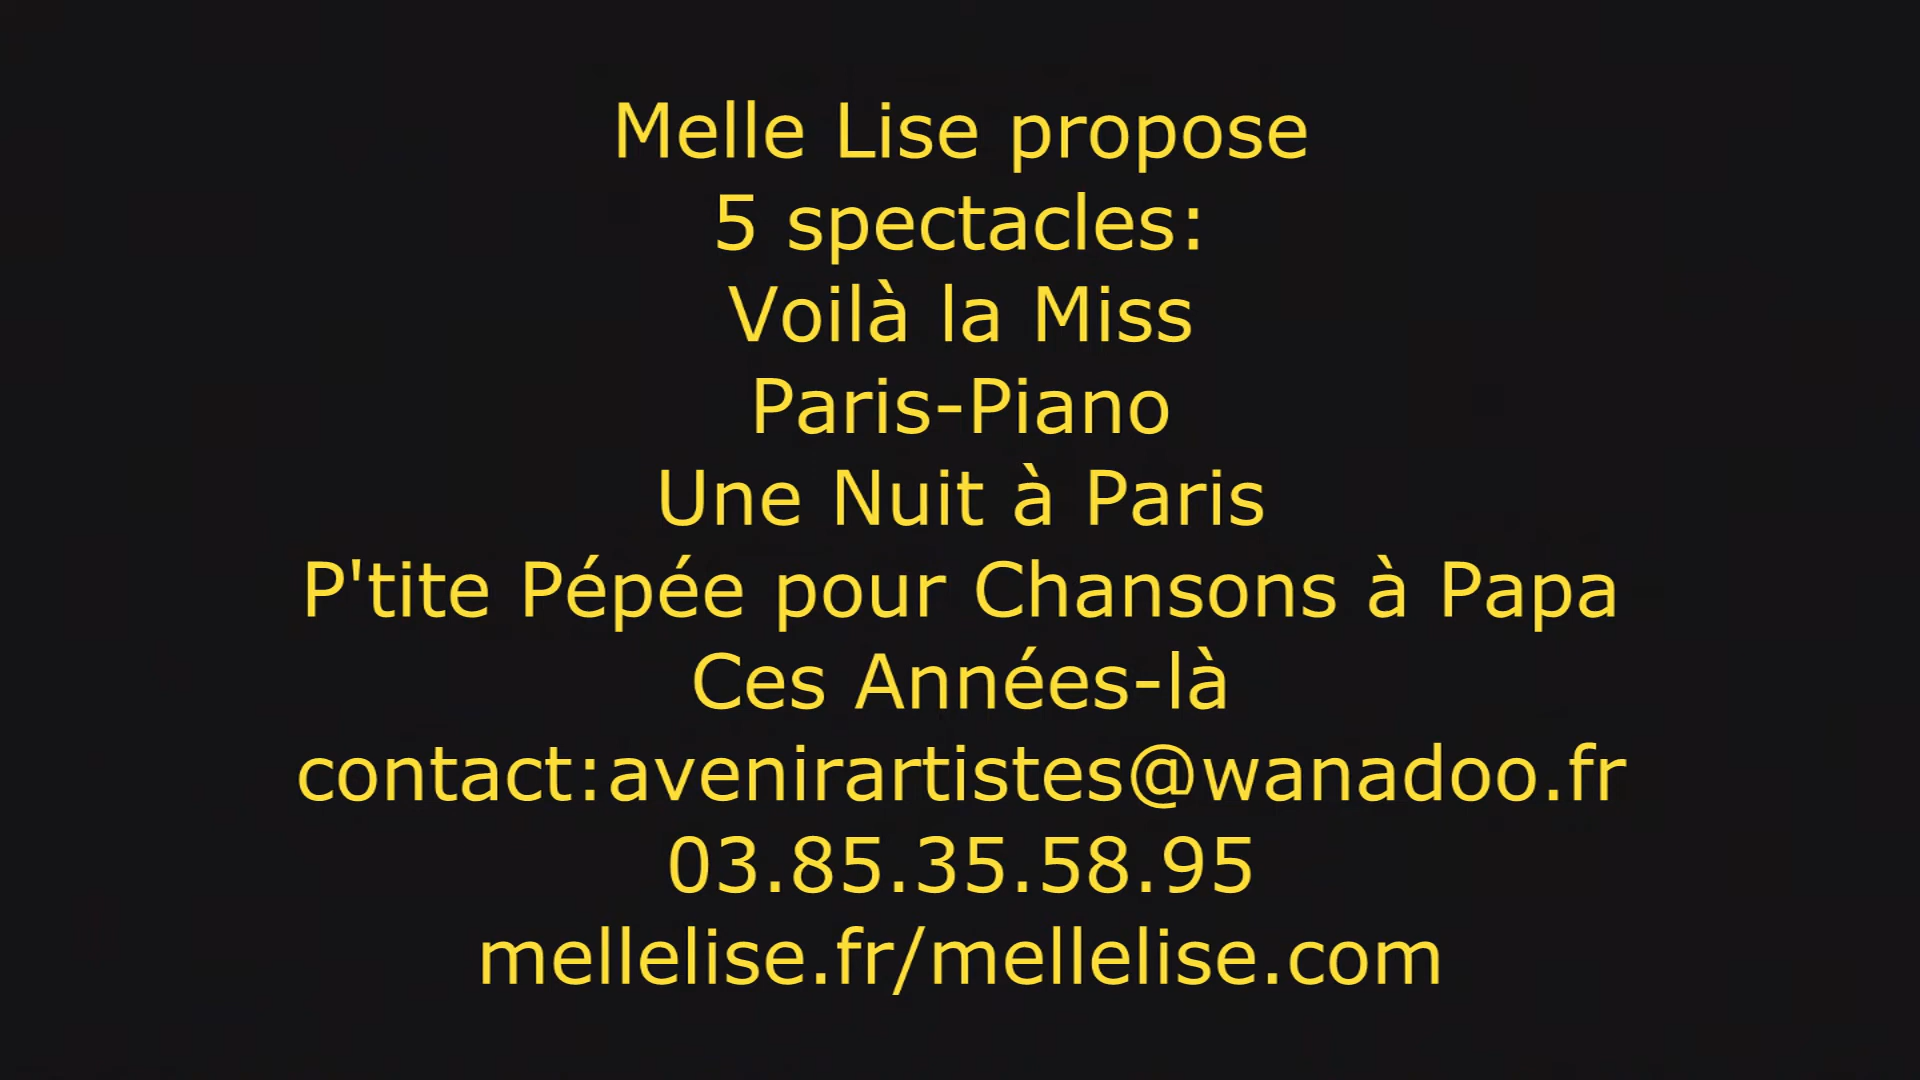 Melle Lise propose
5 spectacles:
Voilà la Miss
Paris-Piano
Une Nuit à Paris
P'tite Pépée pour Chansons à Papa
Ces Années-là
contact:avenirartistes@wanadoo.fr
03.85.35.58.95
mellelise.fr/mellelise.com